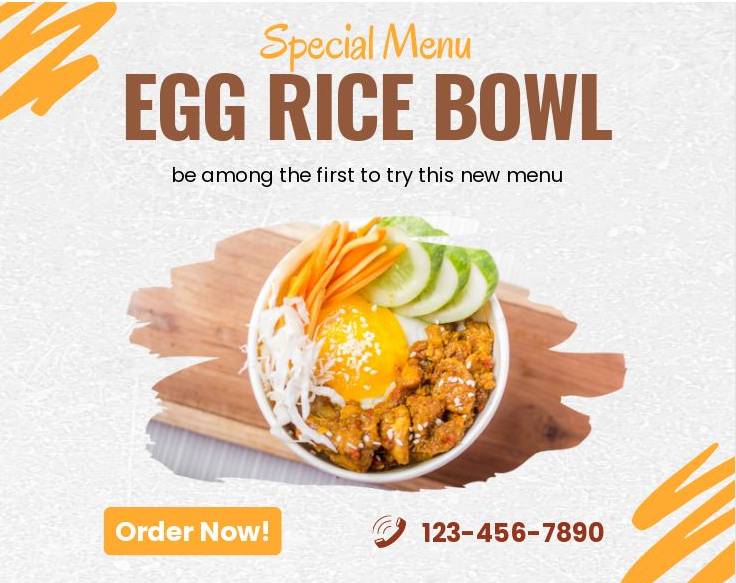 Special Menu
EGG RICE BOWL
be among the first to try this new menu
Order Now!
123-456-7890